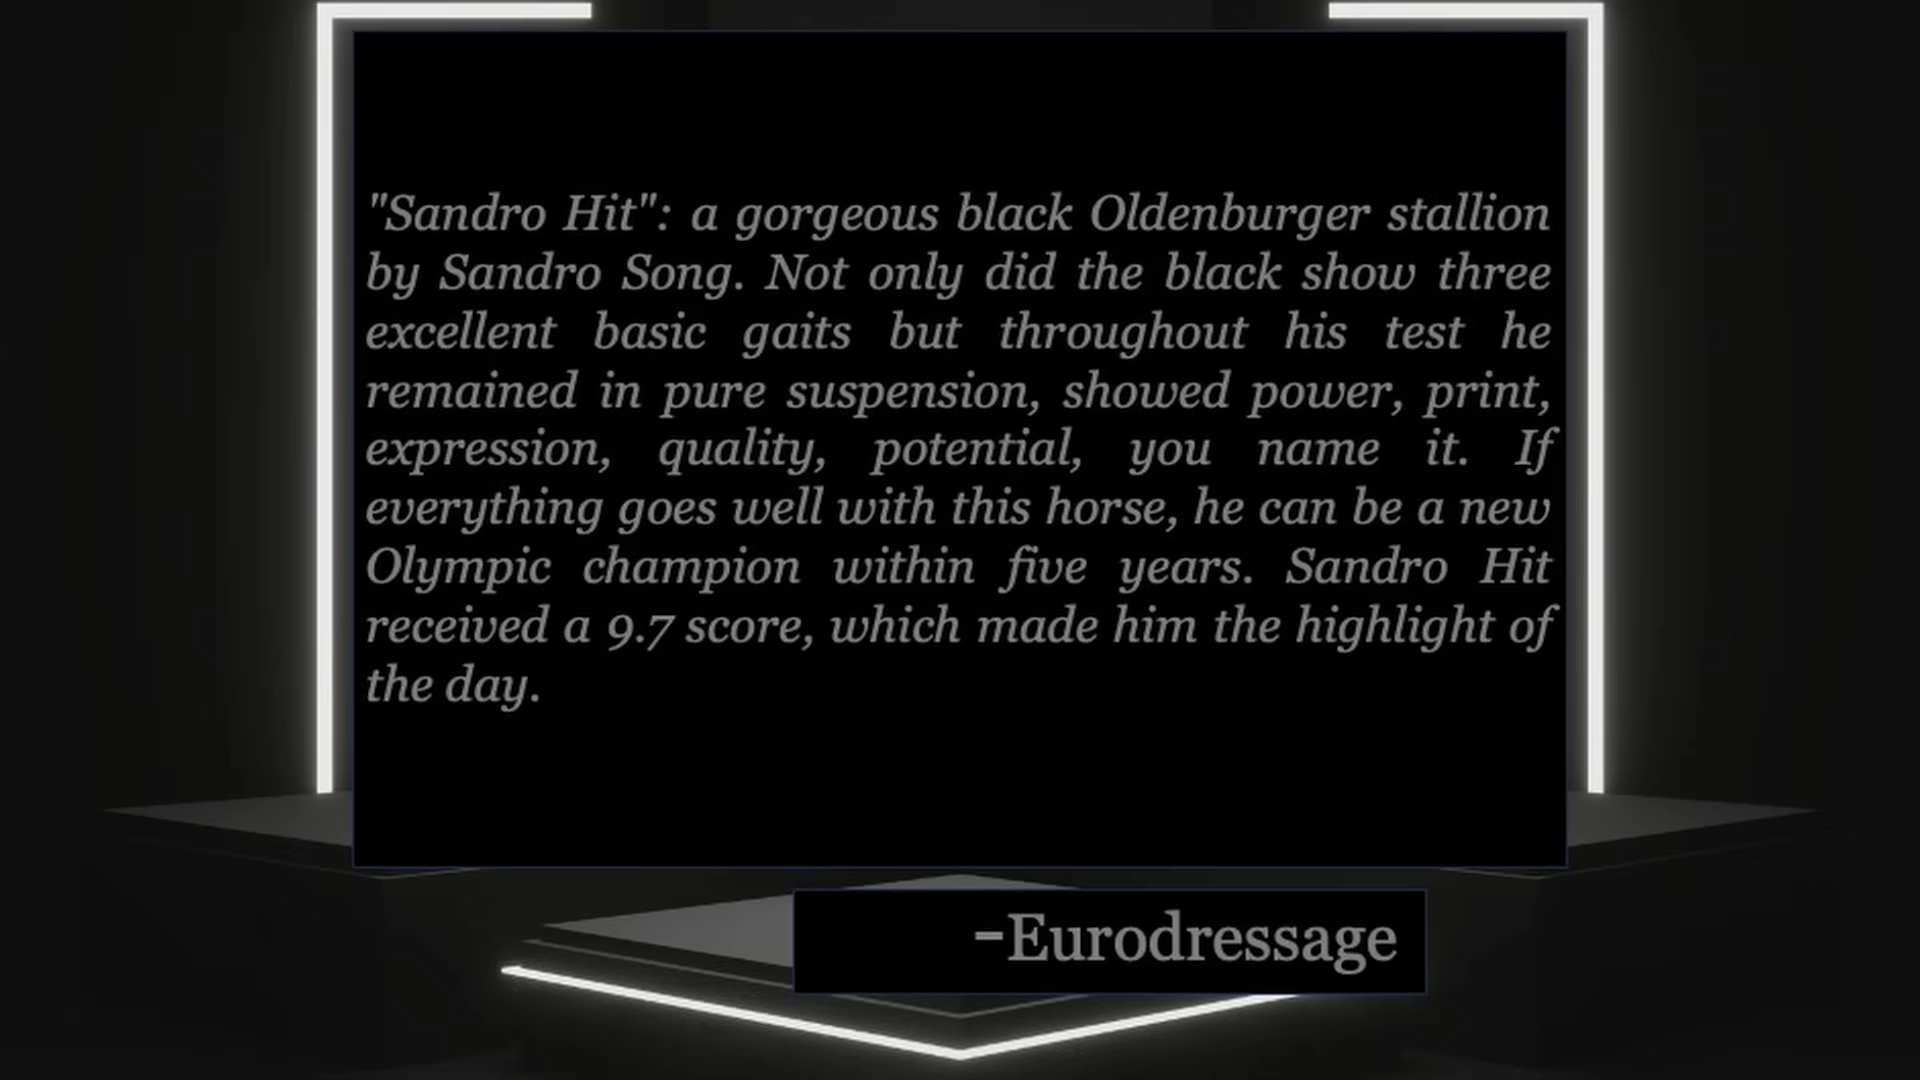 "Sandro Hit": a gorgeous black Oldenburger stallion
by Sandro Song. Not only did the black show three
excellent basic gaits but throughout his test he
remained in pure suspension, showed power, print,
expression, quality, potential, you name it. If
everything goes well with this horse, he can be a new
Olympic champion within five years. Sandro Hit
received a 9.7 score, which made him the highlight of
the day.
-Eurodressage